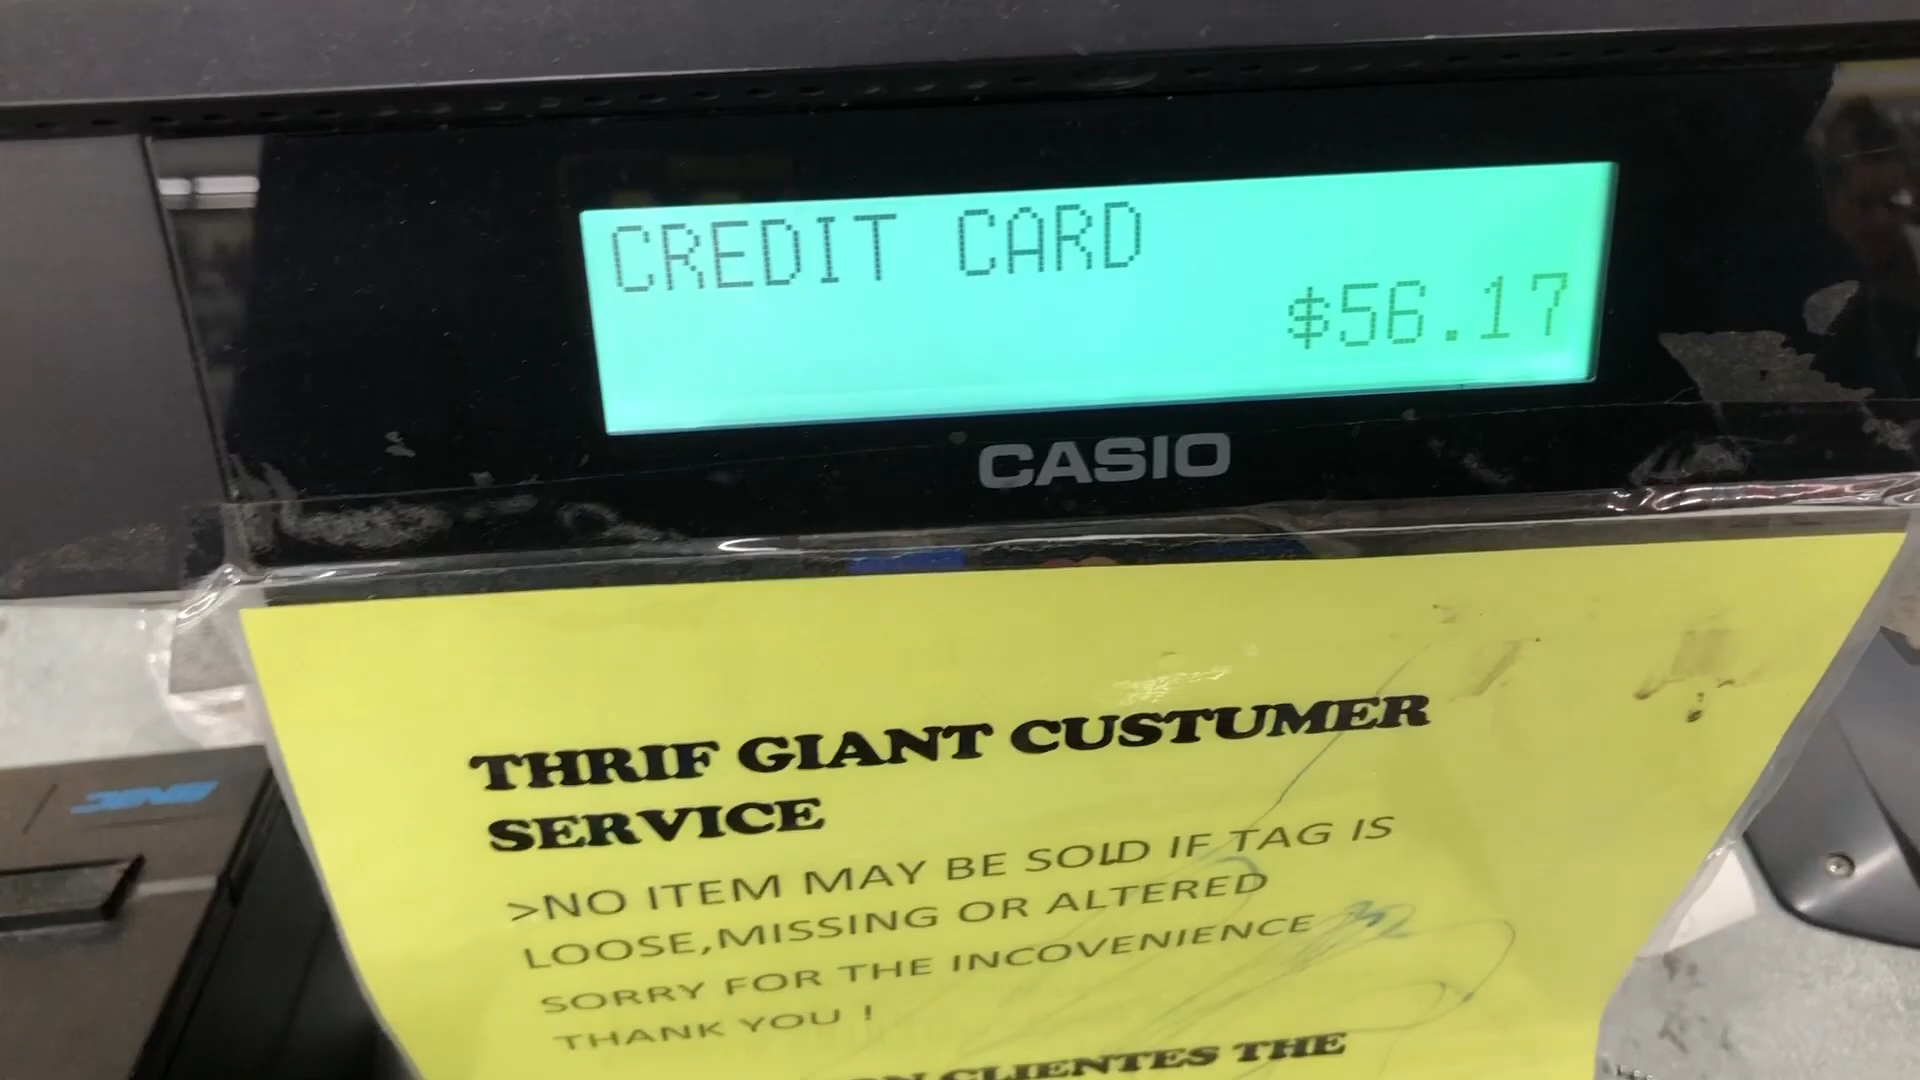 CREDIT CARD
$56.17
CASIO
THRIF GIANT CUSTUMER
SERVICE
>NO ITEM MAY BE SOLD IF TAG IS
LOOSE,MISSING OR ALTERED
SORRY FOR THE INCOVENIENCE
THANK YOU !
CLIENTES THE